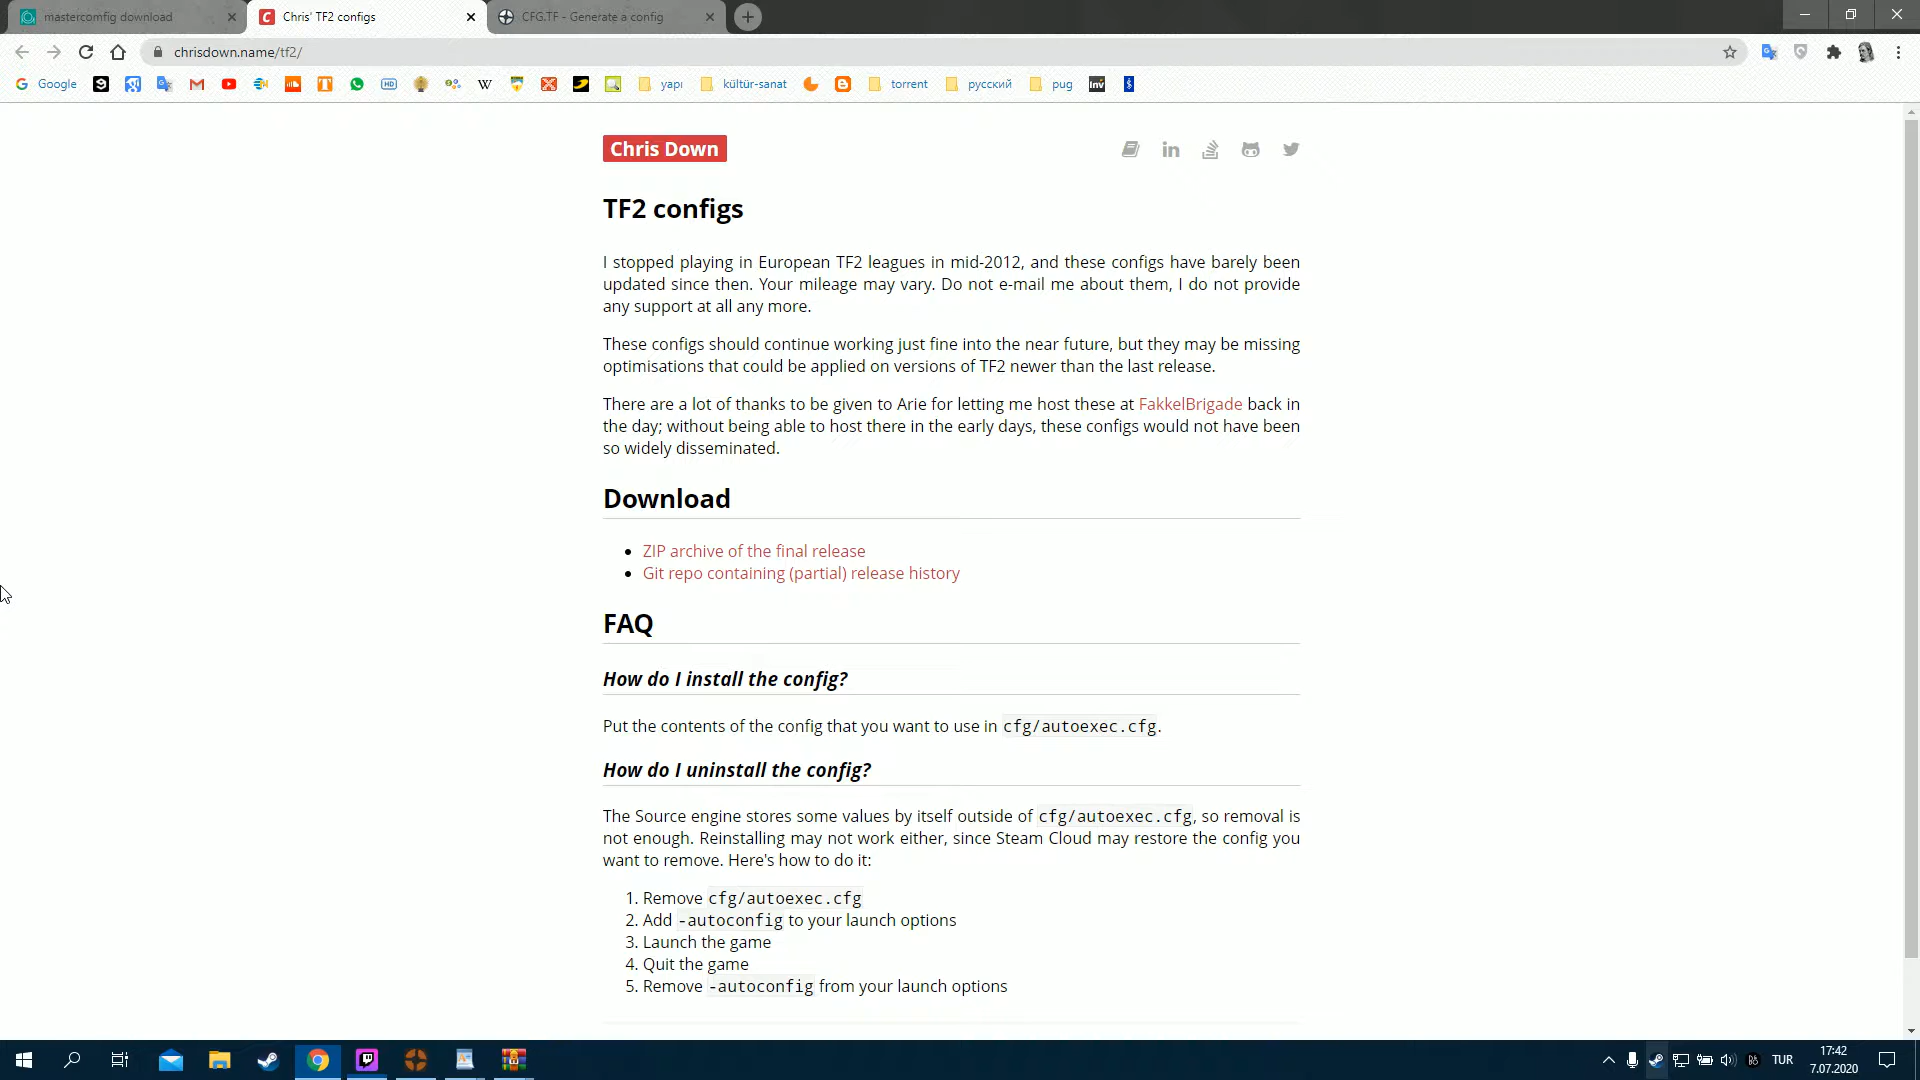 mastercomfig download
Chris' TF2 configs
CFG.TF - Generate a config
chrisdown.name/tf2/
Google
yapı
kültür-sanat
torrent
русский
pug
Inv
Chris Down
TF2 configs
I stopped playing in European TF2 leagues in mid-2012, and these configs have barely been
updated since then. Your mileage may vary. Do not e-mail me about them, I do not provide
any support at all any more.
These configs should continue working just fine into the near future, but they may be missing
optimisations that could be applied on versions of TF2 newer than the last release.
There are a lot of thanks to be given to Arie for letting me host these at FakkelBrigade back in
the day; without being able to host there in the early days, these configs would not have been
so widely disseminated.
Download
• ZIP archive of the final release
• Git repo containing (partial) release history
FAQ
How do I install the config?
Put the contents of the config that you want to use in cfg/autoexec.cfg.
How do I uninstall the config?
The Source engine stores some values by itself outside of cfg/autoexec.cfg, so removal is
not enough. Reinstalling may not work either, since Steam Cloud may restore the config you
want to remove. Here's how to do it:
1. Remove cfg/autoexec.cfg
2. Add -autoconfig to your launch options
3. Launch the game
4. Quit the game
5. Remove -autoconfig from your launch options
TUR
17:42
7.07.2020